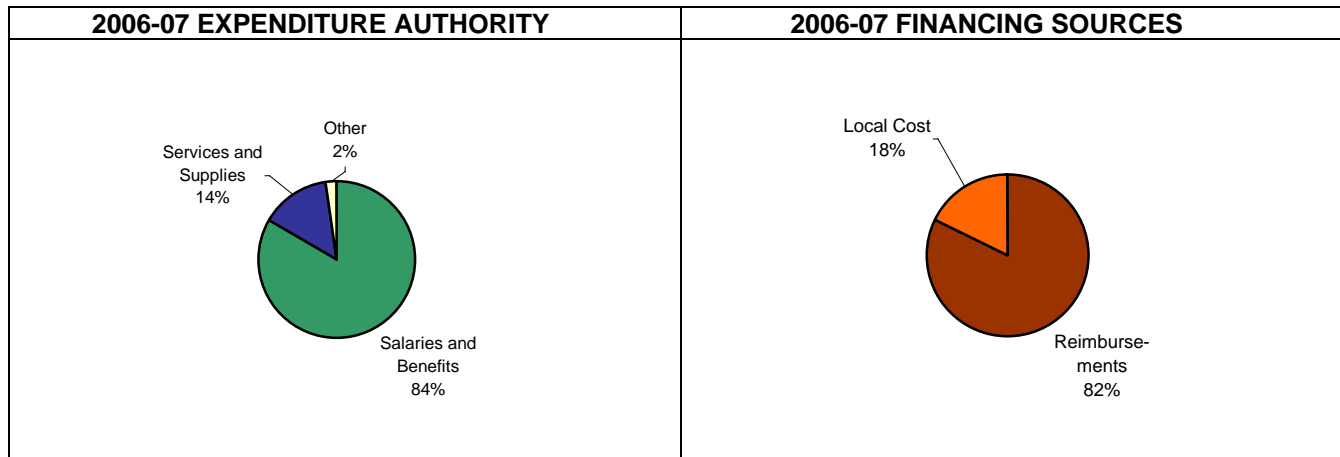 2006-07 EXPENDITURE AUTHORITY
2006-07 FINANCING SOURCES
Other
2%
Services and
Supplies
14%
Salaries and
Benefits
84%
Local Cost
18%
Reimburse-
ments
82%